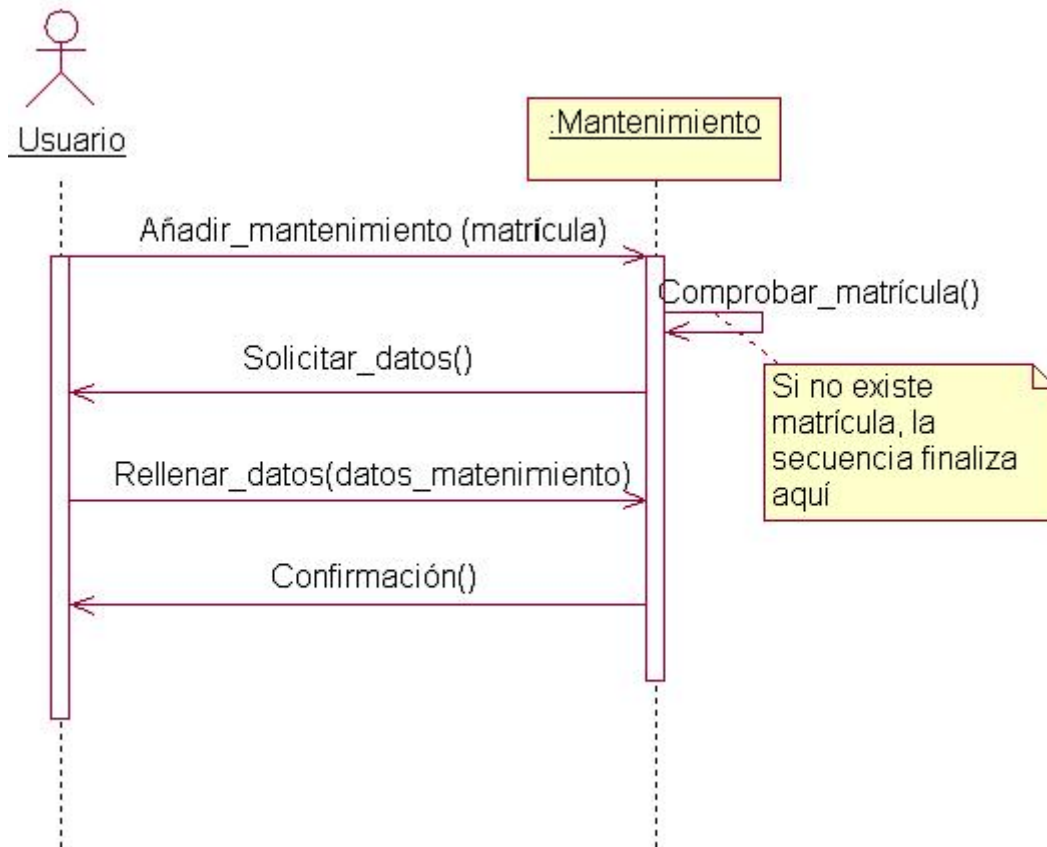 Usuario
:Mantenimiento
Añadir_mantenimiento (matrícula)
Comprobar_matrícula()
Solicitar_datos()
Si no existe
matrícula, la
secuencia finaliza
aquí
Rellenar_datos(datos_matenimiento)
Confirmación()